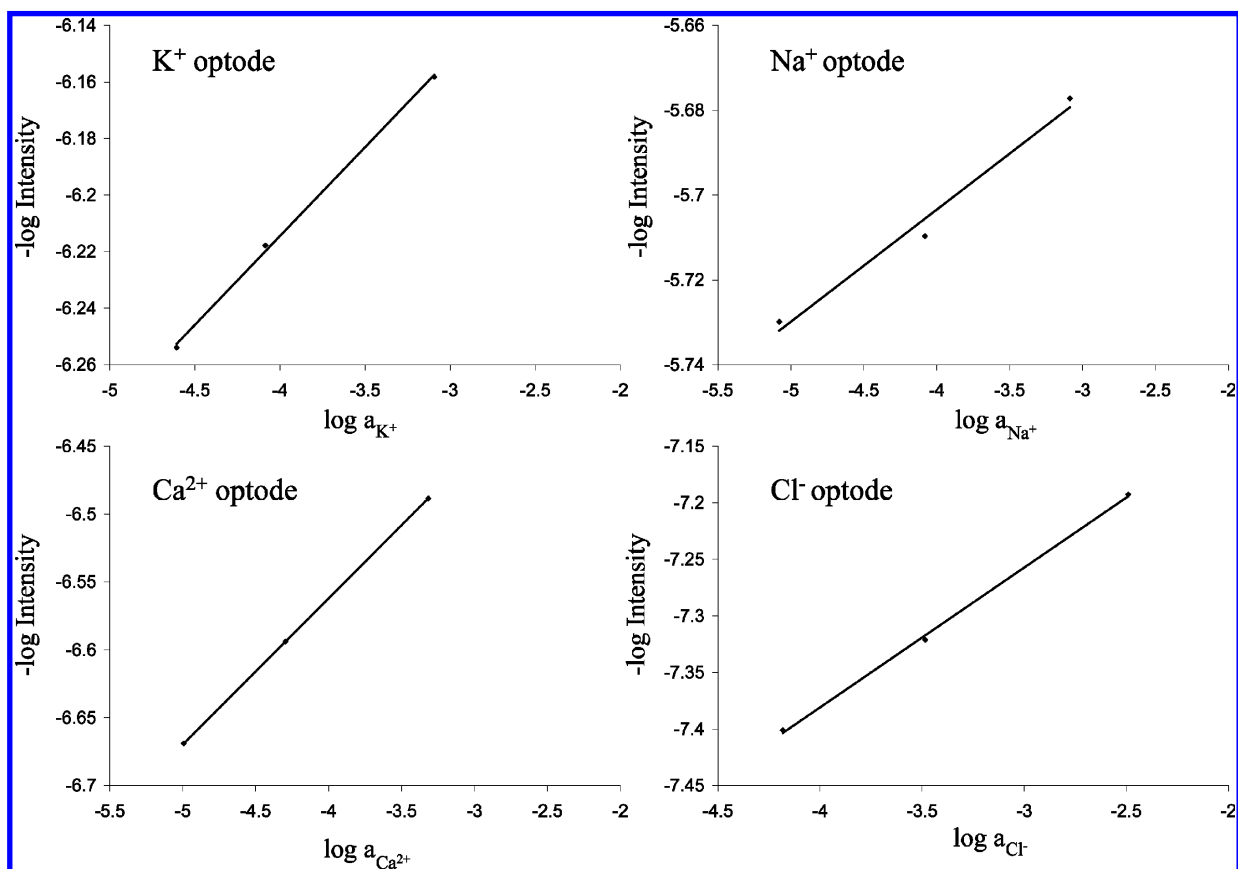 K⁺ optode
-log Intensity
-6.14
-6.16
-6.18
-6.2
-6.22
-6.24
-6.26
-5 -4.5 -4 -3.5 -3 -2.5 -2
log a K⁺
Na⁺ optode
-log Intensity
-5.66
-5.68
-5.7
-5.72
-5.74
-5.5 -5 -4.5 -4 -3.5 -3 -2.5 -2
log a Na⁺
Ca²⁺ optode
-log Intensity
-6.45
-6.5
-6.55
-6.6
-6.65
-6.7
-5.5 -5 -4.5 -4 -3.5 -3 -2.5 -2
log a Ca²⁺
Cl⁻ optode
-log Intensity
-7.15
-7.2
-7.25
-7.3
-7.35
-7.4
-7.45
-4.5 -4 -3.5 -3 -2.5 -2
log a Cl⁻